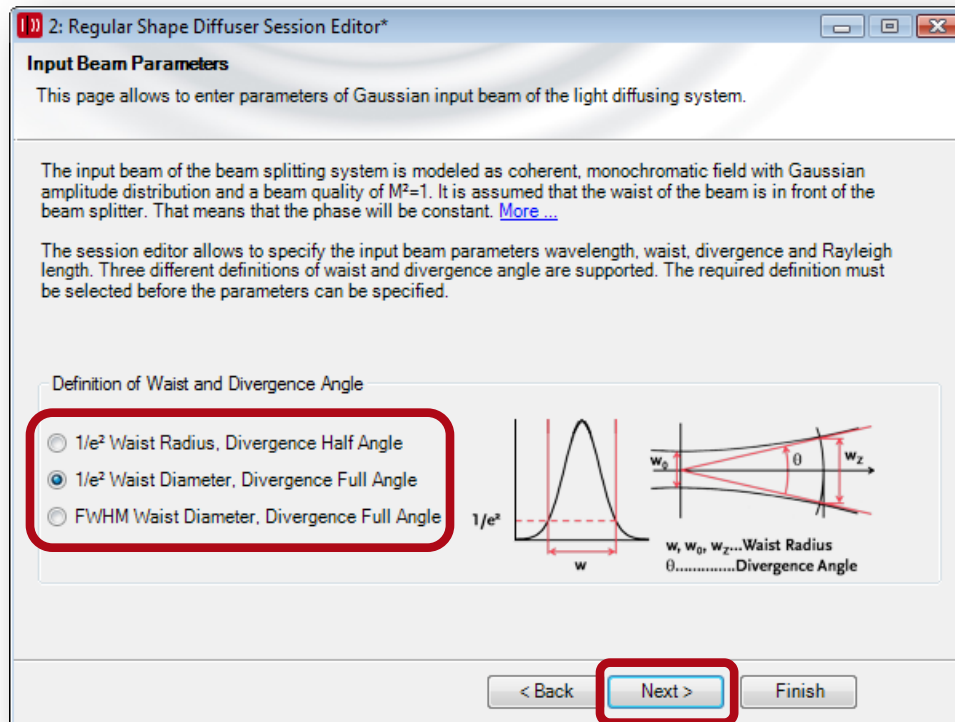 2: Regular Shape Diffuser Session Editor*
Input Beam Parameters
This page allows to enter parameters of Gaussian input beam of the light diffusing system.
The input beam of the beam splitting system is modeled as coherent, monochromatic field with Gaussian
amplitude distribution and a beam quality of M²=1. It is assumed that the waist of the beam is in front of the
beam splitter. That means that the phase will be constant. More ...
The session editor allows to specify the input beam parameters wavelength, waist, divergence and Rayleigh
length. Three different definitions of waist and divergence angle are supported. The required definition must
be selected before the parameters can be specified.
Definition of Waist and Divergence Angle
1/e² Waist Radius, Divergence Half Angle
1/e² Waist Diameter, Divergence Full Angle
FWHM Waist Diameter, Divergence Full Angle
1/e²
w
w₀
θ
w_Z
w, w₀, w_Z...Waist Radius
θ..............Divergence Angle
< Back
Next >
Finish